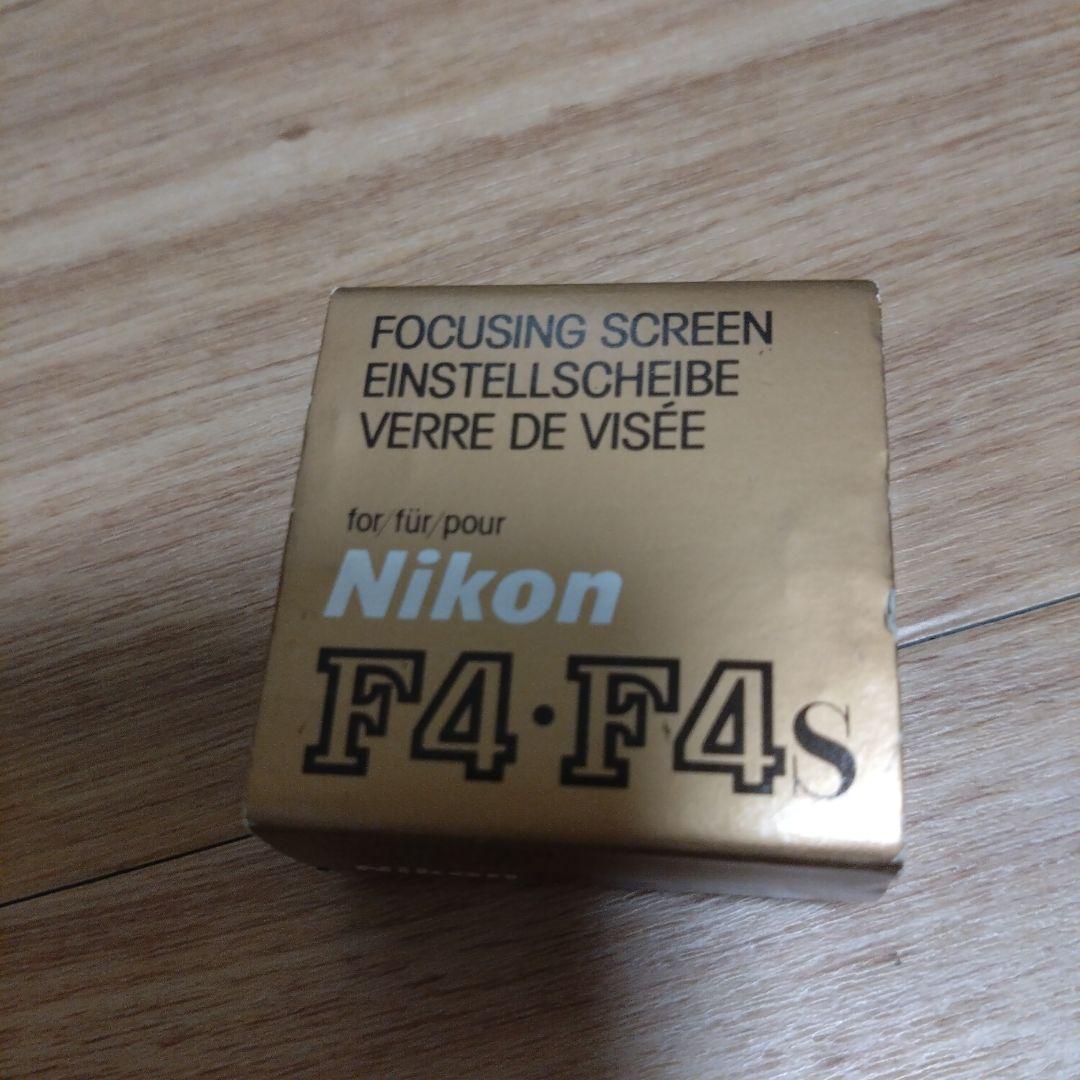 FOCUSING SCREEN
EINSTELLSCHEIBE
VERRE DE VISÉE
for/für/pour
Nikon
F4·F4s